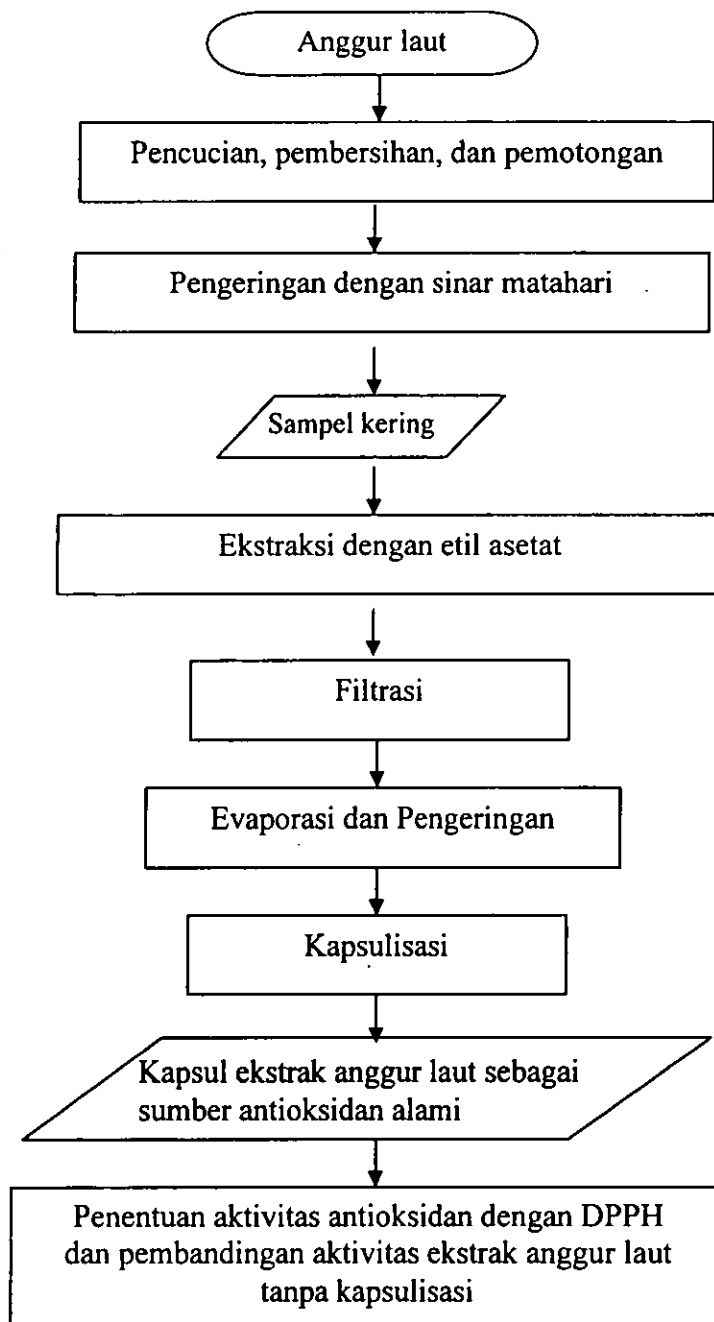 Anggur laut
Pencucian, pembersihan, dan pemotongan
Pengeringan dengan sinar matahari
Sampel kering
Ekstraksi dengan etil asetat
Filtrasi
Evaporasi dan Pengeringan
Kapsulisasi
Kapsul ekstrak anggur laut sebagai
sumber antioksidan alami
Penentuan aktivitas antioksidan dengan DPPH
dan pembandingan aktivitas ekstrak anggur laut
tanpa kapsulisasi